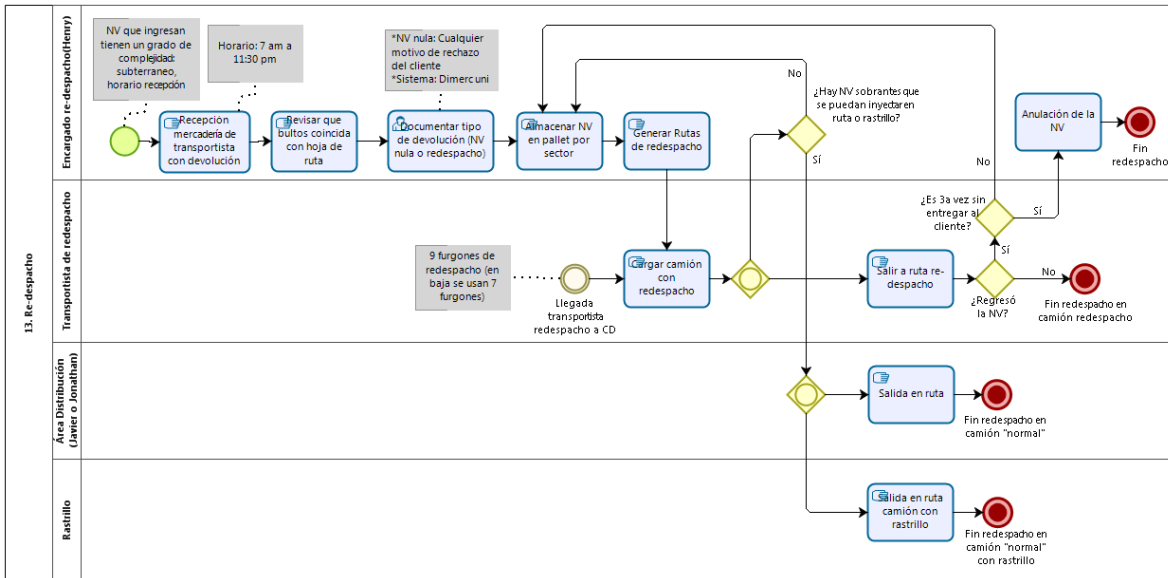 13. Re-despacho
Encargado re-despacho(Henry)
NV que ingresan
tienen un grado de
complejidad:
subterraneo,
horario recepción
Horario: 7 am a
11:30 pm
*NV nula: Cualquier
motivo de rechazo
del cliente
*Sistema: Dimerc uni
Recepción
mercadería de
transportista
con devolución
Revisar que
bultos coincida
con hoja de
ruta
Documentar tipo
de devolución (NV
nula o redespacho)
Almacenar NV
en pallet por
sector
Generar Rutas
de redespacho
No
¿Hay NV sobrantes que
se puedan inyectar en
ruta o rastrillo?
Sí
No
Anulación de
la NV
Fin
redespacho
Transportista de redespacho
9 furgones de
redespacho (en
baja se usan 7
furgones)
Llegada
transportista
redespacho a CD
Cargar camión
con
redespacho
Salir a ruta re-
despacho
¿Es 3a vez sin
entregar al
cliente?
Sí
Sí
¿Regresó
la NV?
No
Fin redespacho en
camión redespacho
Área Distribución
(Javier o Jonathan)
Salida en ruta
Fin redespacho en
camión "normal"
Rastrillo
Salida en ruta
camión con
rastrillo
Fin redespacho en
camión "normal"
con rastrillo